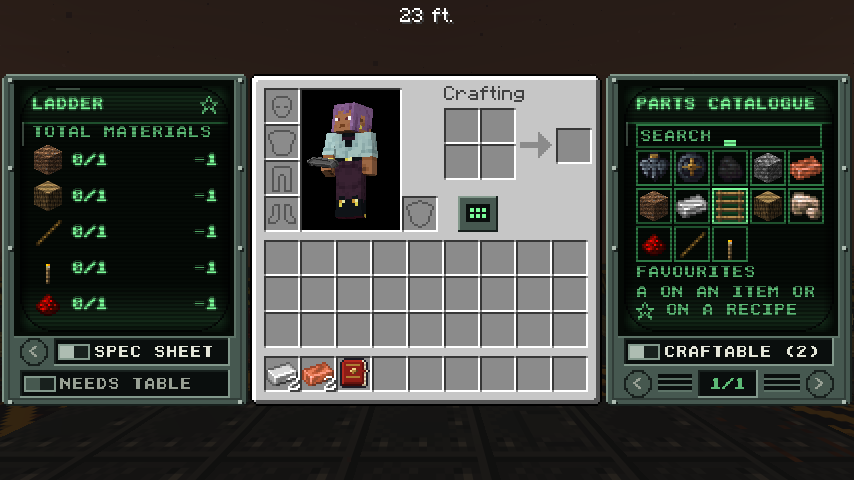 23 ft.
LADDER
TOTAL MATERIALS
0/1 -1
0/1 -1
0/1 -1
0/1 -1
0/1 -1
SPEC SHEET
NEEDS TABLE
Crafting
2 2
PARTS CATALOGUE
SEARCH
FAVOURITES
A ON AN ITEM OR
ON A RECIPE
CRAFTABLE (2)
1/1